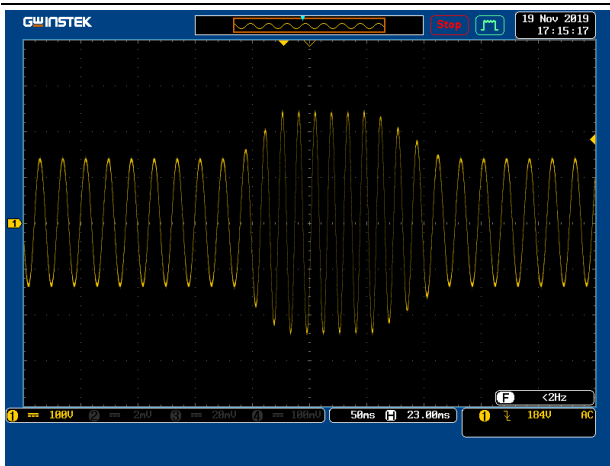 GWINSTEK
Stop
19 Nov 2019
17:15:17
1
F <2Hz
1 100V 2 2mV 3 20mV 4 100mV 50ms H 23.00ms 1 184V AC